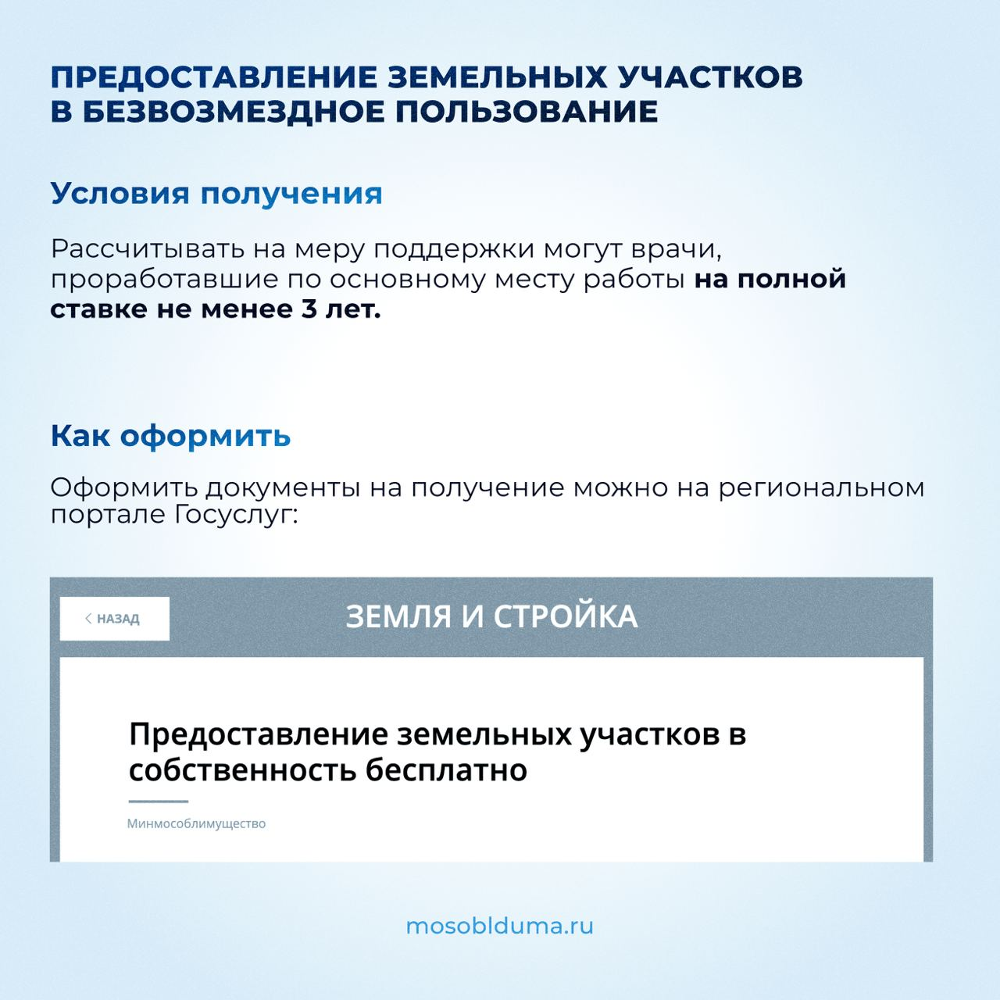 ПРЕДОСТАВЛЕНИЕ ЗЕМЕЛЬНЫХ УЧАСТКОВ
В БЕЗВОЗМЕЗДНОЕ ПОЛЬЗОВАНИЕ
Условия получения
Рассчитывать на меру поддержки могут врачи,
проработавшие по основному месту работы на полной
ставке не менее 3 лет.
Как оформить
Оформить документы на получение можно на региональном
портале Госуслуг:
< НАЗАД
ЗЕМЛЯ И СТРОЙКА
Предоставление земельных участков в
собственность бесплатно
Минмособлимущество
mosoblduma.ru